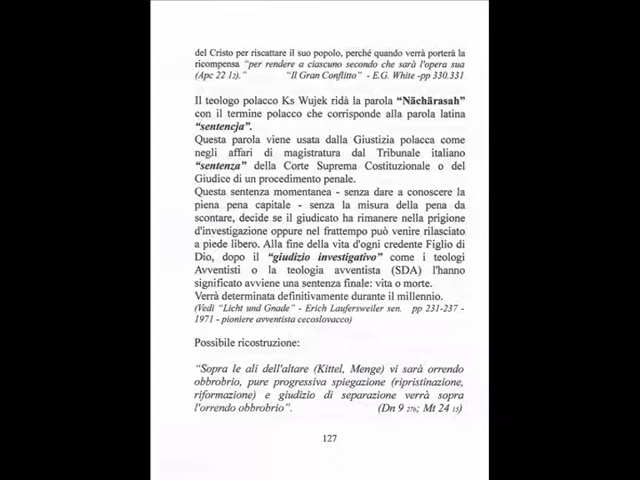 del Cristo per riscattare il suo popolo, perché quando verrà porterà la
ricompensa "per rendere a ciascuno secondo che sarà l'opera sua
(Apc 22 12)." "Il Gran Conflitto" - E.G. White -pp 330.331
Il teologo polacco Ks Wujek ridà la parola "Nächärasah"
con il termine polacco che corrisponde alla parola latina
"sentencja".
Questa parola viene usata dalla Giustizia polacca come
negli affari di magistratura dal Tribunale italiano
"sentenza" della Corte Suprema Costituzionale o del
Giudice di un procedimento penale.
Questa sentenza momentanea - senza dare a conoscere la
piena pena capitale - senza la misura della pena da
scontare, decide se il giudicato ha rimanere nella prigione
d'investigazione oppure nel frattempo può venire rilasciato
a piede libero. Alla fine della vita d'ogni credente Figlio di
Dio, dopo il "giudizio investigativo" come i teologi
Avventisti o la teologia avventista (SDA) l'hanno
significato avviene una sentenza finale: vita o morte.
Verrà determinata definitivamente durante il millennio.
(Vedi "Licht und Gnade" - Erich Laufersweiler sen. pp 231-237 -
1971 - pioniere avventista cecoslovacco)
Possibile ricostruzione:
"Sopra le ali dell'altare (Kittel, Menge) vi sarà orrendo
obbrobrio, pure progressiva spiegazione (ripristinazione,
riformazione) e giudizio di separazione verrà sopra
l'orrendo obbrobrio". (Dn 9 27b; Mt 24 15)
127